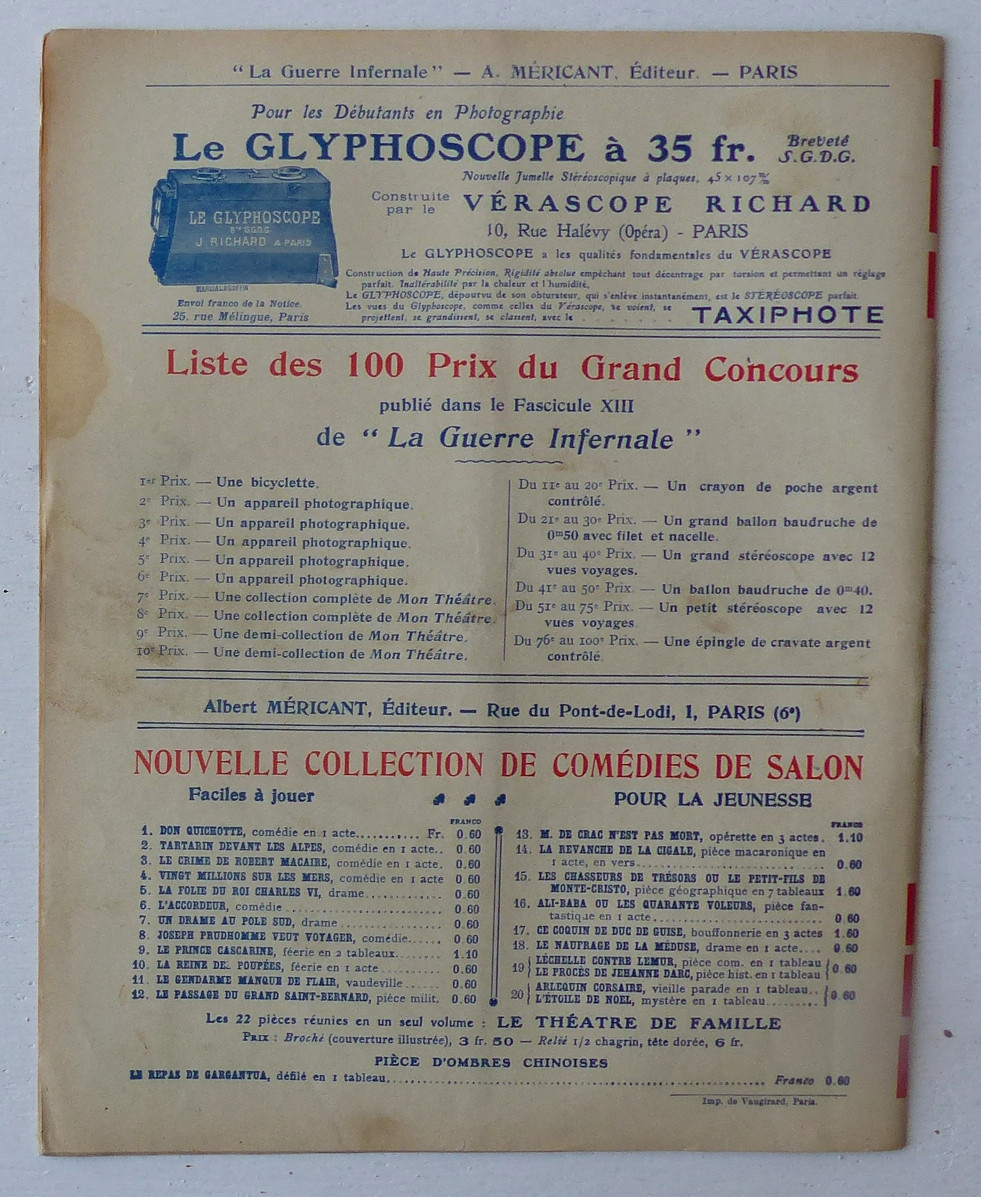 “ La Guerre Infernale ” — A. MÉRICANT, Éditeur. — PARIS
Pour les Débutants en Photographie
Le GLYPHOSCOPE à 35 fr. Breveté S.G.D.G.
Nouvelle Jumelle Stéréoscopique à plaques, 45 × 107 m/m
Construite par le VÉRASCOPE RICHARD
10, Rue Halévy (Opéra) - PARIS
LE GLYPHOSCOPE
Bté S.G.D.G.
J. RICHARD A PARIS
Le GLYPHOSCOPE a les qualités fondamentales du VÉRASCOPE
Construction de Haute Précision, Rigidité absolue empêchant tout décentrage par torsion et permettant un réglage
parfait. Inaltérabilité par la chaleur et l'humidité.
Le GLYPHOSCOPE, dépourvu de son obturateur, qui s'enlève instantanément, est le STÉRÉOSCOPE parfait.
Les vues du Glyphoscope, comme celles du Vérascope, se voient, se
projettent, se grandissent, se classent, avec le . . . . . . . . TAXIPHOTE
Envoi franco de la Notice.
25, rue Mélingue, Paris
Liste des 100 Prix du Grand Concours
publié dans le Fascicule XIII
de “ La Guerre Infernale ”
1er Prix. — Une bicyclette.
2e Prix. — Un appareil photographique.
3e Prix. — Un appareil photographique.
4e Prix. — Un appareil photographique.
5e Prix. — Un appareil photographique.
6e Prix. — Un appareil photographique.
7e Prix. — Une collection complète de Mon Théâtre.
8e Prix. — Une collection complète de Mon Théâtre.
9e Prix. — Une demi-collection de Mon Théâtre.
10e Prix. — Une demi-collection de Mon Théâtre.
Du 11e au 20e Prix. — Un crayon de poche argent
contrôlé.
Du 21e au 30e Prix. — Un grand ballon baudruche de
0m50 avec filet et nacelle.
Du 31e au 40e Prix. — Un grand stéréoscope avec 12
vues voyages.
Du 41e au 50e Prix. — Un ballon baudruche de 0m40.
Du 51e au 75e Prix. — Un petit stéréoscope avec 12
vues voyages.
Du 76e au 100e Prix. — Une épingle de cravate argent
contrôlé.
Albert MÉRICANT, Éditeur. — Rue du Pont-de-Lodi, 1, PARIS (6e)
NOUVELLE COLLECTION DE COMÉDIES DE SALON
Faciles à jouer POUR LA JEUNESSE
FRANCO
1. DON QUICHOTTE, comédie en 1 acte........... Fr. 0.60
2. TARTARIN DEVANT LES ALPES, comédie en 1 acte.. 0.60
3. LE CRIME DE ROBERT MACAIRE, comédie en 1 acte. 0.60
4. VINGT MILLIONS SUR LES MERS, comédie en 1 acte 0.60
5. LA FOLIE DU ROI CHARLES VI, drame............ 0.60
6. L'ACCORDEUR, comédie ........................ 0.60
7. UN DRAME AU POLE SUD, drame ................ 0.60
8. JOSEPH PRUDHOMME VEUT VOYAGER, comédie...... 0.60
9. LE PRINCE CASCARINE, féerie en 2 tableaux........ 1.10
10. LA REINE DES POUPÉES, féerie en 1 acte .......... 0.60
11. LE GENDARME MANQUE DE FLAIR, vaudeville ...... 0.60
12. LE PASSAGE DU GRAND SAINT-BERNARD, pièce milit. 0.60
FRANCO
13. M. DE CRAC N'EST PAS MORT, opérette en 3 actes. 1.10
14. LA REVANCHE DE LA CIGALE, pièce macaronique en
1 acte, en vers............................ 0.60
15. LES CHASSEURS DE TRÉSORS OU LE PETIT-FILS DE
MONTE-CRISTO, pièce géographique en 7 tableaux 1.60
16. ALI-BABA OU LES QUARANTE VOLEURS, pièce fan-
tastique en 1 acte.......................... 0.60
17. CE COQUIN DE DUC DE GUISE, bouffonnerie en 3 actes 1.60
18. LE NAUFRAGE DE LA MÉDUSE, drame en 1 acte.... 0.60
19 { LÉCHELLE CONTRE LEMUR, pièce com. en 1 tableau } 0.60
LE PROCÈS DE JEHANNE DARC, pièce hist. en 1 tableau
20 { ARLEQUIN CORSAIRE, vieille parade en 1 tableau.. } 0.60
L'ÉTOILE DE NOEL, mystère en 1 tableau.........
Les 22 pièces réunies en un seul volume : LE THÉATRE DE FAMILLE
PRIX : Broché (couverture illustrée), 3 fr. 50 — Relié 1/2 chagrin, tête dorée, 6 fr.
PIÈCE D'OMBRES CHINOISES
LE REPAS DE GARGANTUA, défilé en 1 tableau........................ Franco 0.60
Imp. de Vaugirard, Paris.